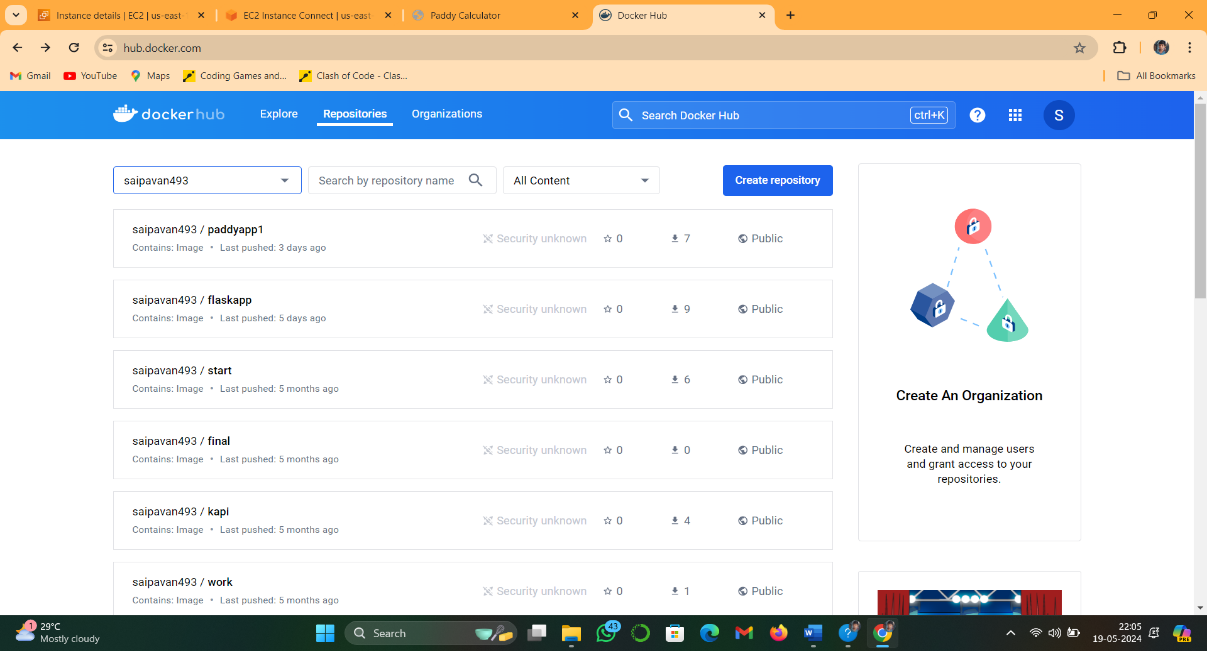 Instance details | EC2 | us-east-
EC2 Instance Connect | us-east-
Paddy Calculator
Docker Hub
hub.docker.com
Gmail
YouTube
Maps
Coding Games and...
Clash of Code - Clas...
All Bookmarks
docker hub
Explore
Repositories
Organizations
Search Docker Hub
ctrl+K
?
S
saipavan493
Search by repository name
All Content
Create repository
saipavan493 / paddyapp1
Contains: Image • Last pushed: 3 days ago
Security unknown
0
7
Public
saipavan493 / flaskapp
Contains: Image • Last pushed: 5 days ago
Security unknown
0
9
Public
saipavan493 / start
Contains: Image • Last pushed: 5 months ago
Security unknown
0
6
Public
saipavan493 / final
Contains: Image • Last pushed: 5 months ago
Security unknown
0
0
Public
saipavan493 / kapi
Contains: Image • Last pushed: 5 months ago
Security unknown
0
4
Public
saipavan493 / work
Contains: Image • Last pushed: 5 months ago
Security unknown
0
1
Public
Create An Organization
Create and manage users
and grant access to your
repositories.
1
29°C
Mostly cloudy
Search
43
22:05
19-05-2024
PRE